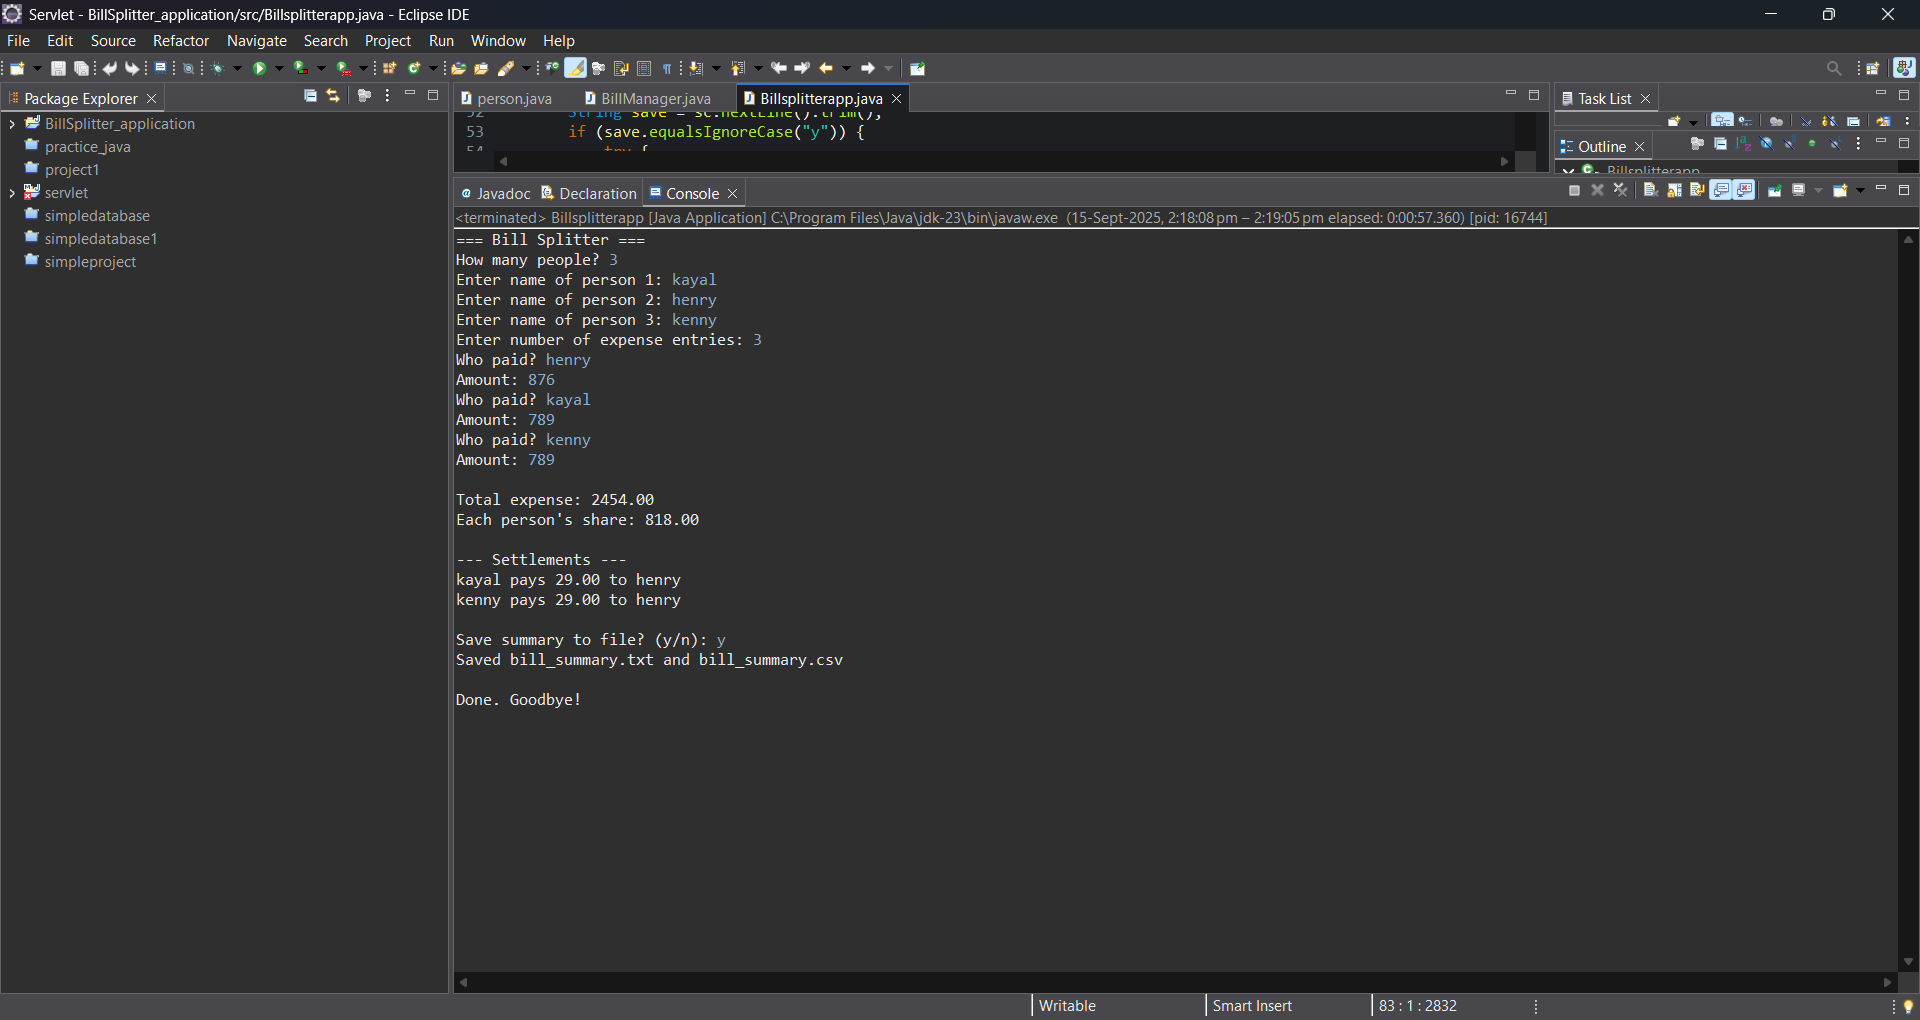 Servlet - BillSplitter_application/src/Billsplitterapp.java - Eclipse IDE
File Edit Source Refactor Navigate Search Project Run Window Help
Package Explorer
BillSplitter_application
practice_java
project1
servlet
simpledatabase
simpledatabase1
simpleproject
person.java BillManager.java Billsplitterapp.java
52 String save = sc.nextLine().trim();
53 if (save.equalsIgnoreCase("y")) {
54 try {
Task List
Outline
Billsplitterapp
Javadoc Declaration Console
<terminated> Billsplitterapp [Java Application] C:\Program Files\Java\jdk-23\bin\javaw.exe (15-Sept-2025, 2:18:08 pm – 2:19:05 pm elapsed: 0:00:57.360) [pid: 16744]
=== Bill Splitter ===
How many people? 3
Enter name of person 1: kayal
Enter name of person 2: henry
Enter name of person 3: kenny
Enter number of expense entries: 3
Who paid? henry
Amount: 876
Who paid? kayal
Amount: 789
Who paid? kenny
Amount: 789
Total expense: 2454.00
Each person's share: 818.00
--- Settlements ---
kayal pays 29.00 to henry
kenny pays 29.00 to henry
Save summary to file? (y/n): y
Saved bill_summary.txt and bill_summary.csv
Done. Goodbye!
Writable Smart Insert 83 : 1 : 2832